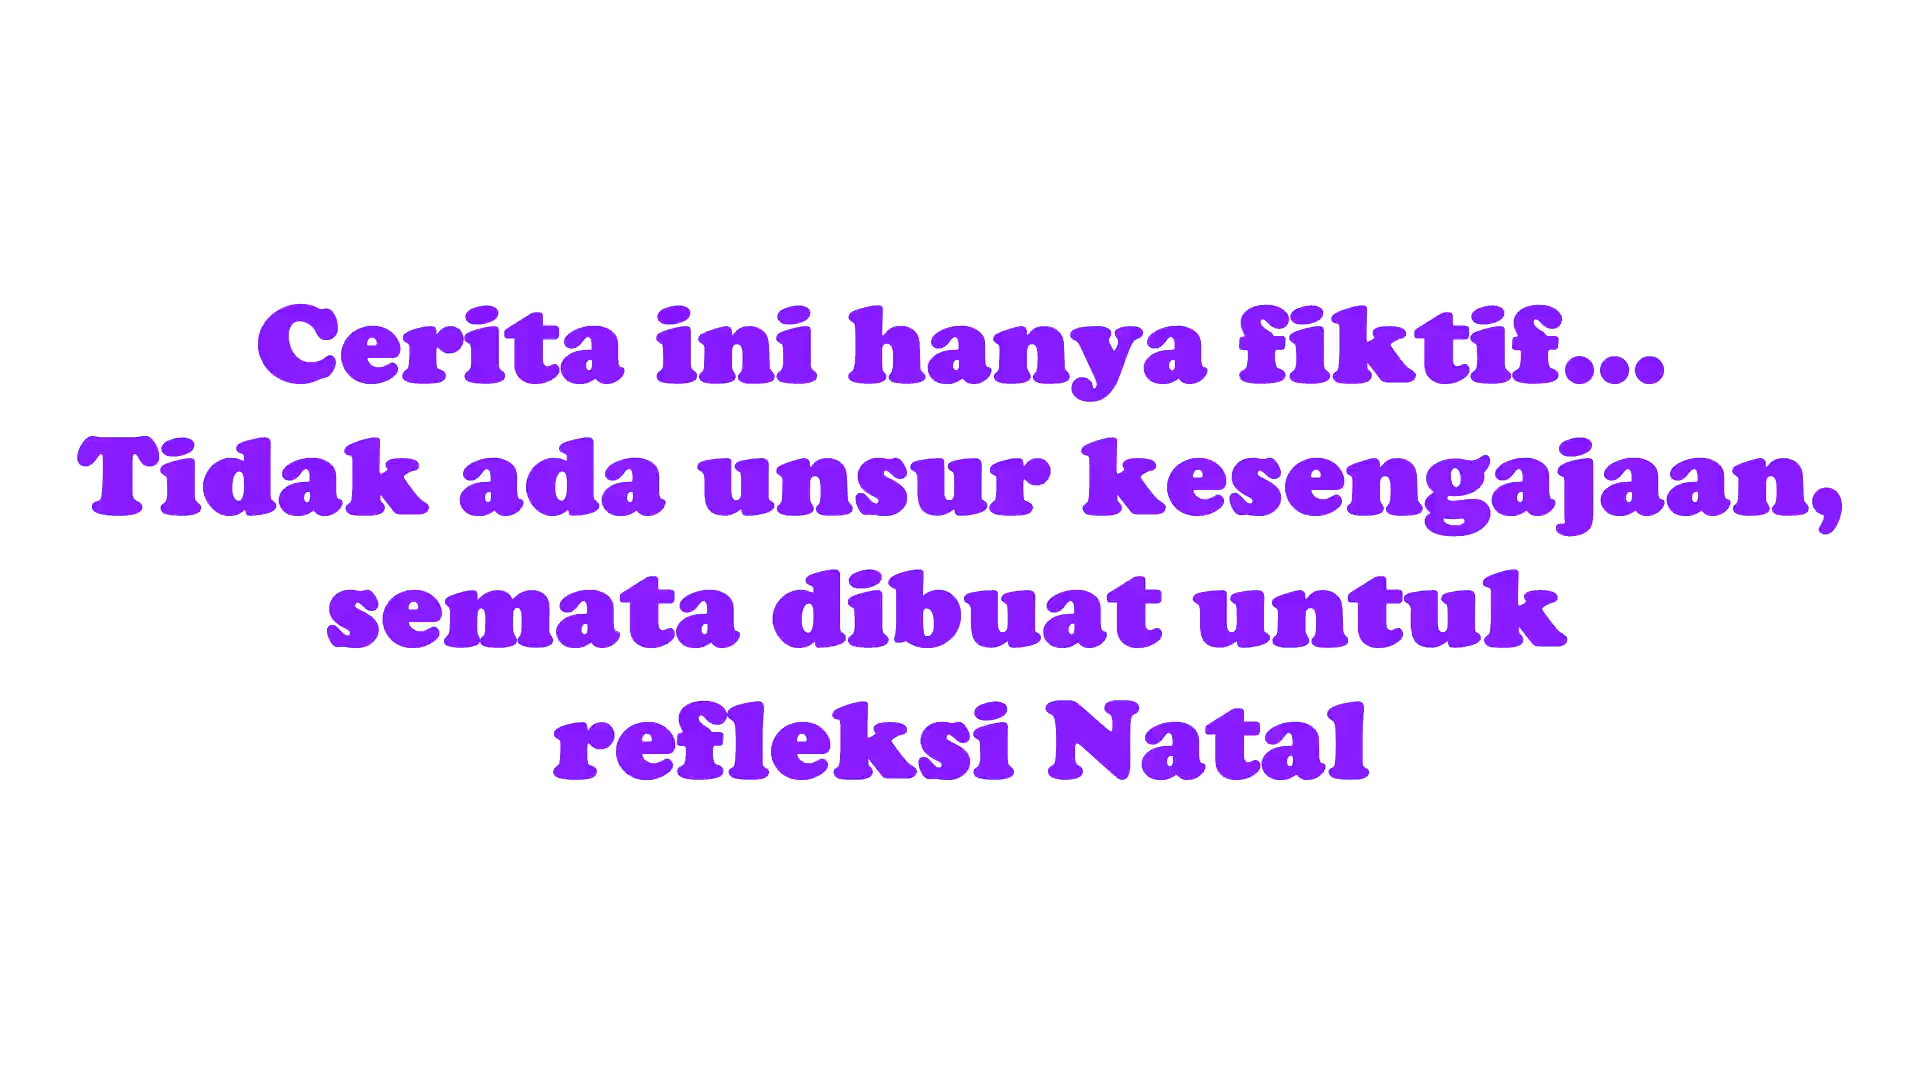 Cerita ini hanya fiktif...
Tidak ada unsur kesengajaan,
semata dibuat untuk
refleksi Natal